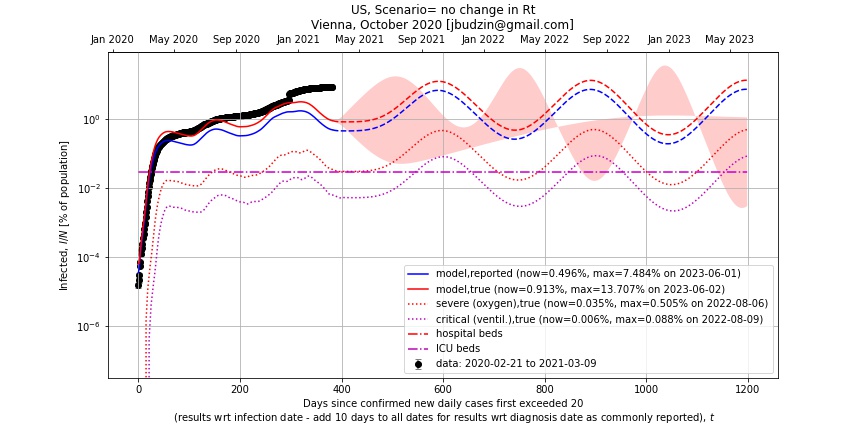 US, Scenario= no change in Rt
Vienna, October 2020 [jbudzin@gmail.com]
Jan 2020 May 2020 Sep 2020 Jan 2021 May 2021 Sep 2021 Jan 2022 May 2022 Sep 2022 Jan 2023 May 2023
Infected, I/N [% of population]
10⁰
10⁻²
10⁻⁴
10⁻⁶
model,reported (now=0.496%, max=7.484% on 2023-06-01)
model,true (now=0.913%, max=13.707% on 2023-06-02)
severe (oxygen),true (now=0.035%, max=0.505% on 2022-08-06)
critical (ventil.),true (now=0.006%, max=0.088% on 2022-08-09)
hospital beds
ICU beds
data: 2020-02-21 to 2021-03-09
0 200 400 600 800 1000 1200
Days since confirmed new daily cases first exceeded 20
(results wrt infection date - add 10 days to all dates for results wrt diagnosis date as commonly reported), t